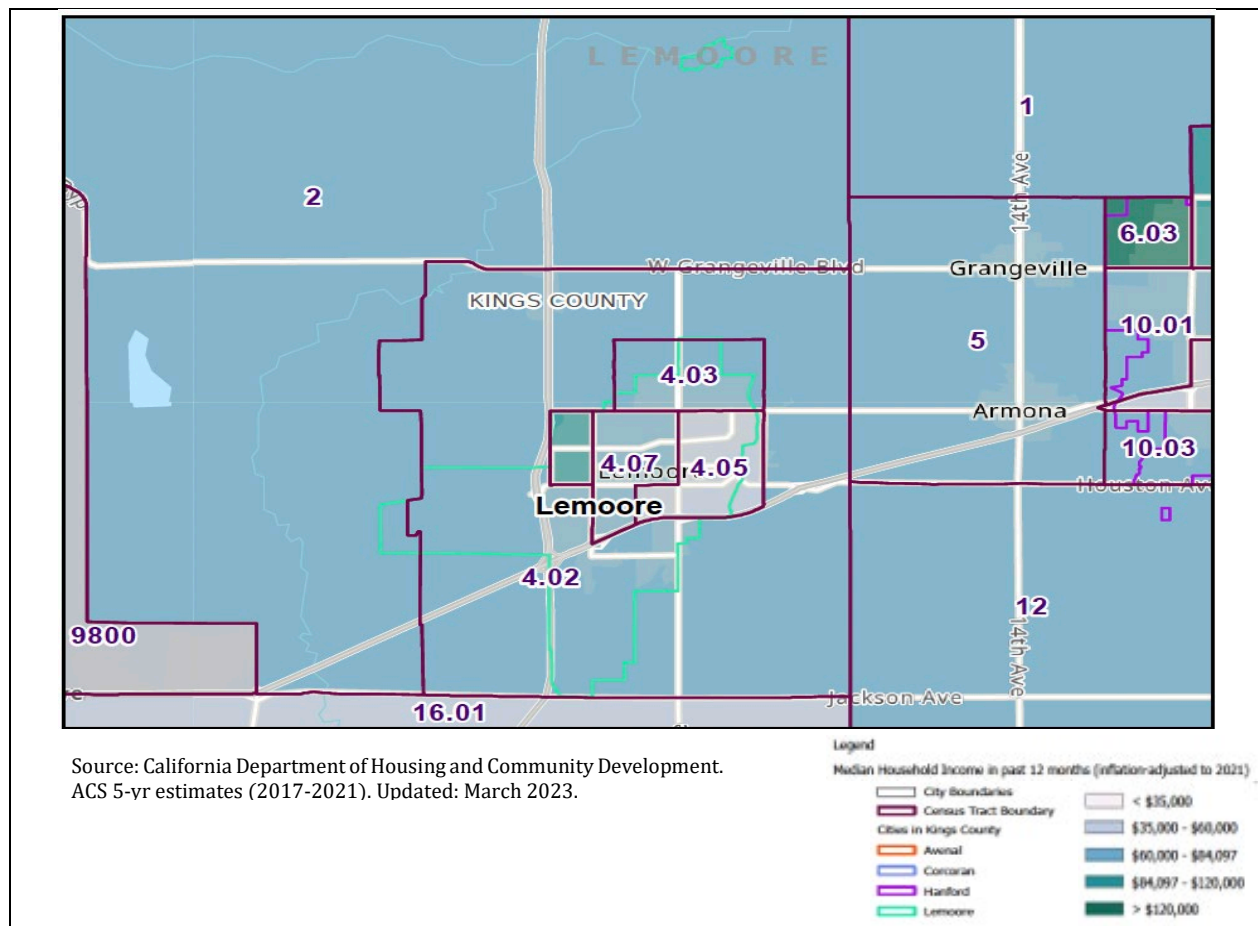 LEMOORE
1
14th Ave
2
6.03
W Grangeville Blvd
Grangeville
KINGS COUNTY
10.01
5
4.03
Armona
4.07
4.05
10.03
Lemoore
Houston Ave
Lemoore
4.02
12
9800
14th Ave
16.01
Jackson Ave
Source: California Department of Housing and Community Development.
ACS 5-yr estimates (2017-2021). Updated: March 2023.
Legend
Median Household Income in past 12 months (inflation-adjusted to 2021)
City Boundaries
Census Tract Boundary
Cities in Kings County
Avenal
Corcoran
Hanford
Lemoore
< $35,000
$35,000 - $60,000
$60,000 - $84,097
$84,097 - $120,000
> $120,000